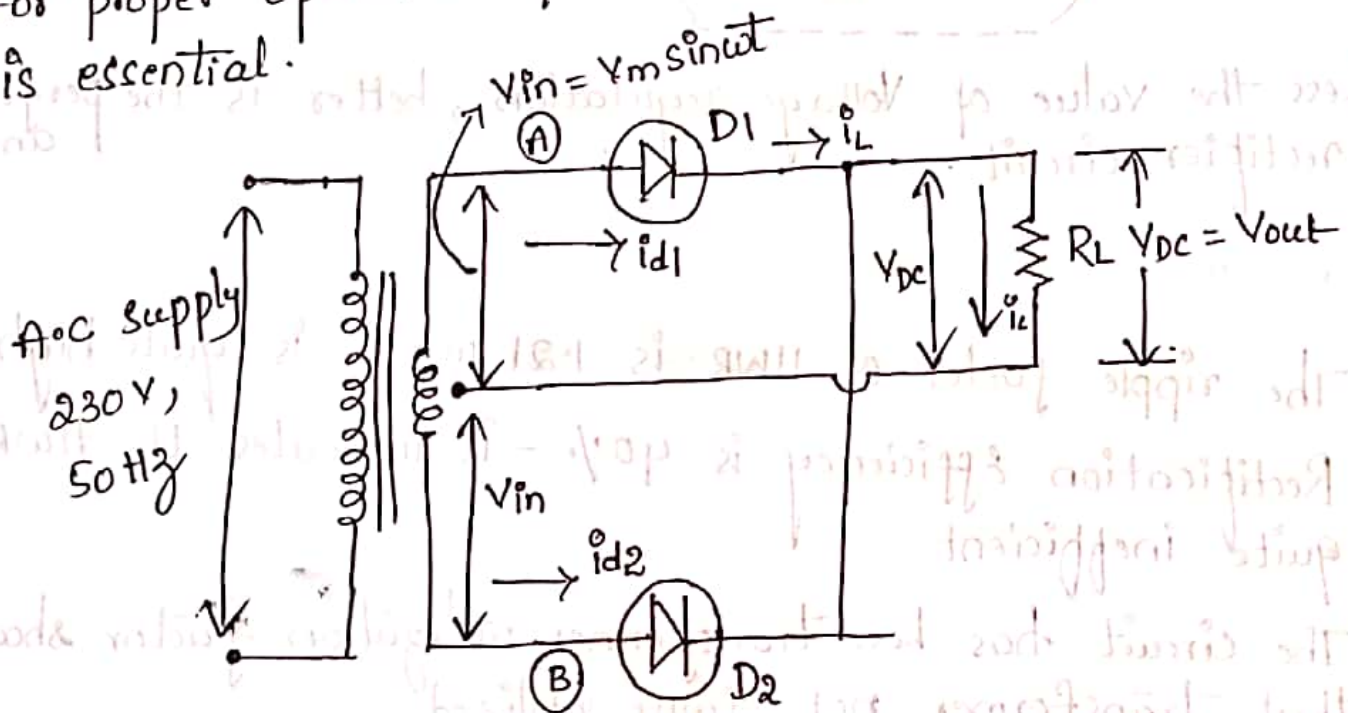 proper
is essential.
Vin = Vm sinωt
A
D1
iL
id1
A.C supply
230V,
50Hz
VDC
iL
RL
VDC = Vout
Vin
id2
B
D2